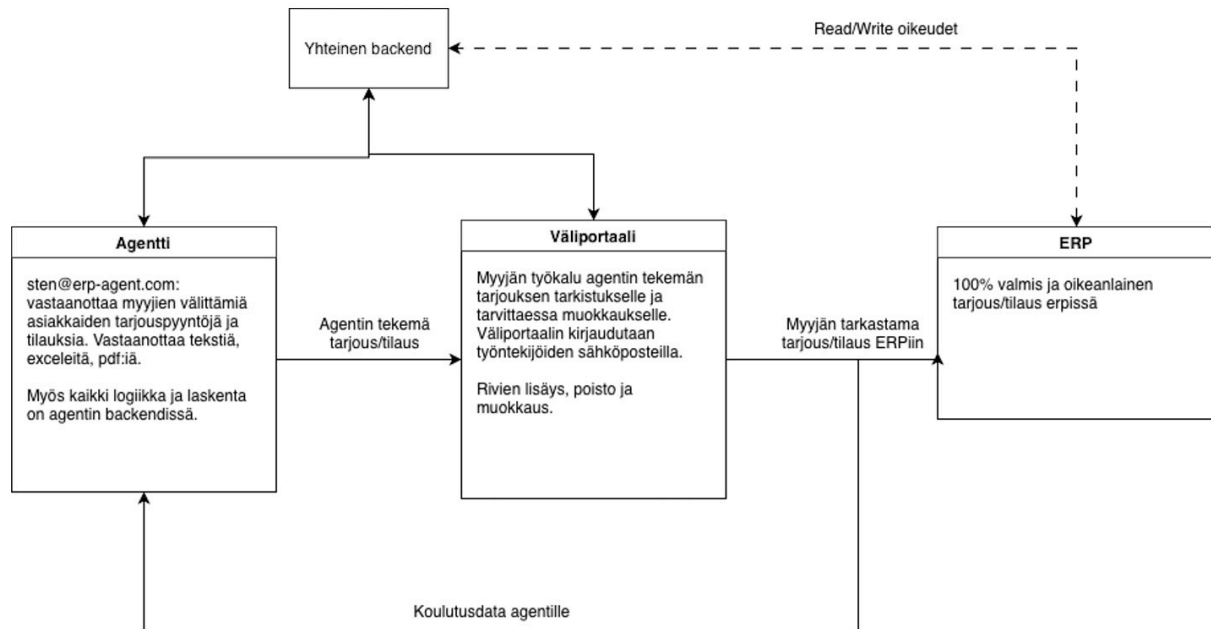 Yhteinen backend
Read/Write oikeudet
Agentti
sten@erp-agent.com:
vastaanottaa myyjien välittämiä
asiakkaiden tarjouspyyntöjä ja
tilauksia. Vastaanottaa tekstiä,
exceleitä, pdf:iä.
Myös kaikki logiikka ja laskenta
on agentin backendissä.
Agentin tekemä
tarjous/tilaus
Väliportaali
Myyjän työkalu agentin tekemän
tarjouksen tarkistukselle ja
tarvittaessa muokkaukselle.
Väliportaalin kirjaudutaan
työntekijöiden sähköposteilla.
Rivien lisäys, poisto ja
muokkaus.
Myyjän tarkastama
tarjous/tilaus ERPiin
ERP
100% valmis ja oikeanlainen
tarjous/tilaus erpissä
Koulutusdata agentille